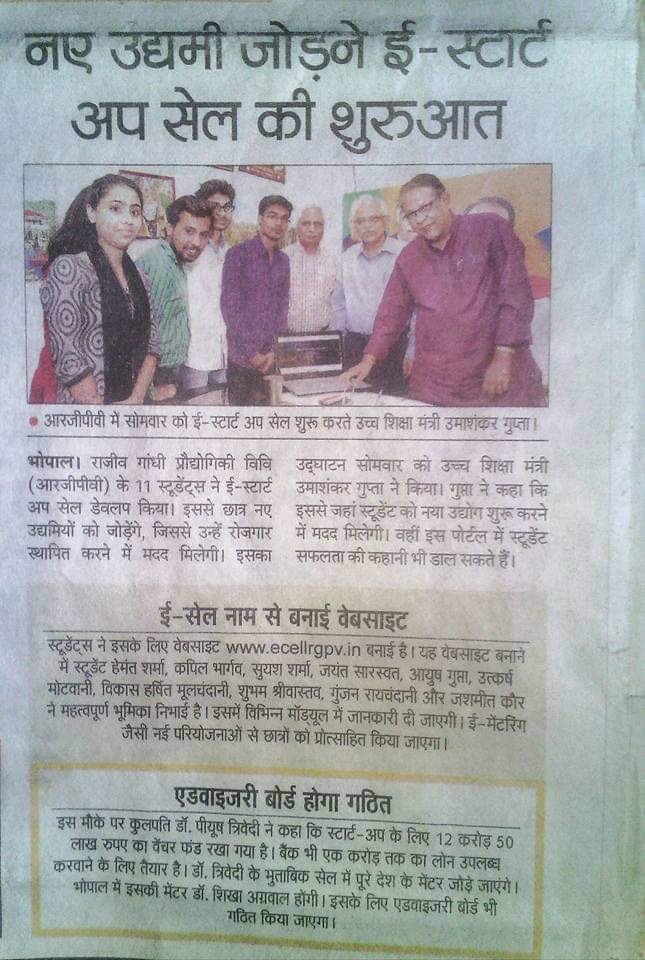 नए उद्यमी जोड़ने ई-स्टार्ट
अप सेल की शुरुआत
● आरजीपीवी में सोमवार को ई-स्टार्ट अप सेल शुरू करते उच्च शिक्षा मंत्री उमाशंकर गुप्ता।
भोपाल। राजीव गांधी प्रौद्योगिकी विवि
(आरजीपीवी) के 11 स्टूडेंट्स ने ई-स्टार्ट
अप सेल डेवलप किया। इससे छात्र नए
उद्यमियों को जोड़ेंगे, जिससे उन्हें रोजगार
स्थापित करने में मदद मिलेगी। इसका
उद्घाटन सोमवार को उच्च शिक्षा मंत्री
उमाशंकर गुप्ता ने किया। गुप्ता ने कहा कि
इससे जहां स्टूडेंट को नया उद्योग शुरू करने
में मदद मिलेगी। वहीं इस पोर्टल में स्टूडेंट
सफलता की कहानी भी डाल सकते हैं।
ई-सेल नाम से बनाई वेबसाइट
स्टूडेंट्स ने इसके लिए वेबसाइट www.ecellrgpv.in बनाई है। यह वेबसाइट बनाने
में स्टूडेंट हेमंत शर्मा, कपिल भार्गव, सुयश शर्मा, जयंत सारस्वत, आयुष गुप्ता, उत्कर्ष
मोटवानी, विकास हर्षित मूलचंदानी, शुभम श्रीवास्तव, गुंजन रायचंदानी और जशमीत कौर
ने महत्वपूर्ण भूमिका निभाई है। इसमें विभिन्न मॉड्यूल में जानकारी दी जाएगी। ई-मेंटरिंग
जैसी नई परियोजनाओं से छात्रों को प्रोत्साहित किया जाएगा।
एडवाइजरी बोर्ड होगा गठित
इस मौके पर कुलपति डॉ. पीयूष त्रिवेदी ने कहा कि स्टार्ट-अप के लिए 12 करोड़ 50
लाख रुपए का वेंचर फंड रखा गया है। बैंक भी एक करोड़ तक का लोन उपलब्ध
करवाने के लिए तैयार है। डॉ. त्रिवेदी के मुताबिक सेल में पूरे देश के मेंटर जोड़े जाएंगे।
भोपाल में इसकी मेंटर डॉ. शिखा अग्रवाल होंगी। इसके लिए एडवाइजरी बोर्ड भी
गठित किया जाएगा।